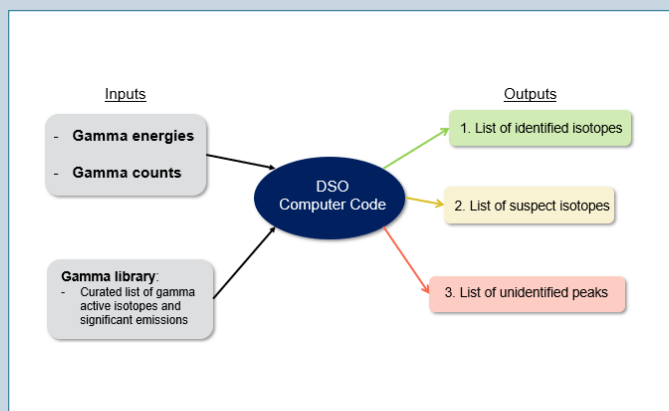 Inputs
- Gamma energies
- Gamma counts
Gamma library:
- Curated list of gamma
active isotopes and
significant emissions
DSO
Computer Code
Outputs
1. List of identified isotopes
2. List of suspect isotopes
3. List of unidentified peaks